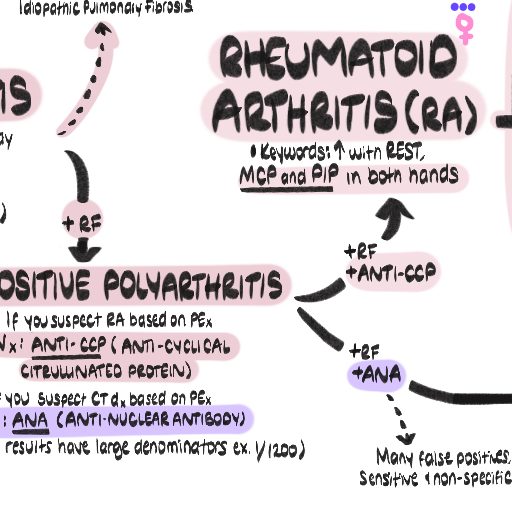 Idiopathic Pulmonary Fibrosis
RHEUMATOID
ARTHRITIS (RA)
• Keywords: ↑ with REST,
MCP and PIP in both hands
+ RF
+RF
+ANTI-CCP
OSITIVE POLYARTHRITIS
If you suspect RA based on PEx
x: ANTI-CCP (ANTI-CYCLICAL
CITRULLINATED PROTEIN)
you suspect CT dx based on PEx
: ANA (ANTI-NUCLEAR ANTIBODY)
results have large denominators ex. 1/1200)
+RF
+ANA
Many false positives.
Sensitive & non-specific